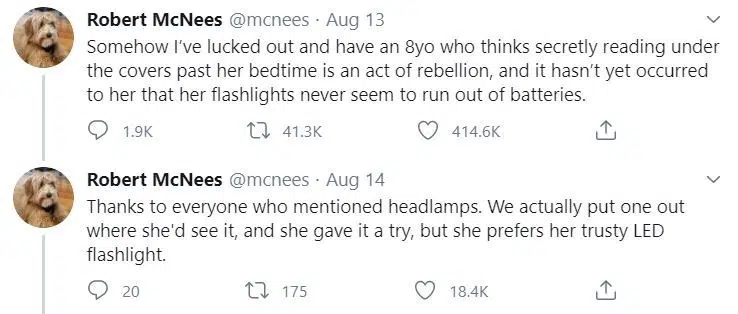 Robert McNees @mcnees · Aug 13
Somehow I've lucked out and have an 8yo who thinks secretly reading under
the covers past her bedtime is an act of rebellion, and it hasn't yet occurred
to her that her flashlights never seem to run out of batteries.
1.9K 41.3K 414.6K
Robert McNees @mcnees · Aug 14
Thanks to everyone who mentioned headlamps. We actually put one out
where she'd see it, and she gave it a try, but she prefers her trusty LED
flashlight.
20 175 18.4K